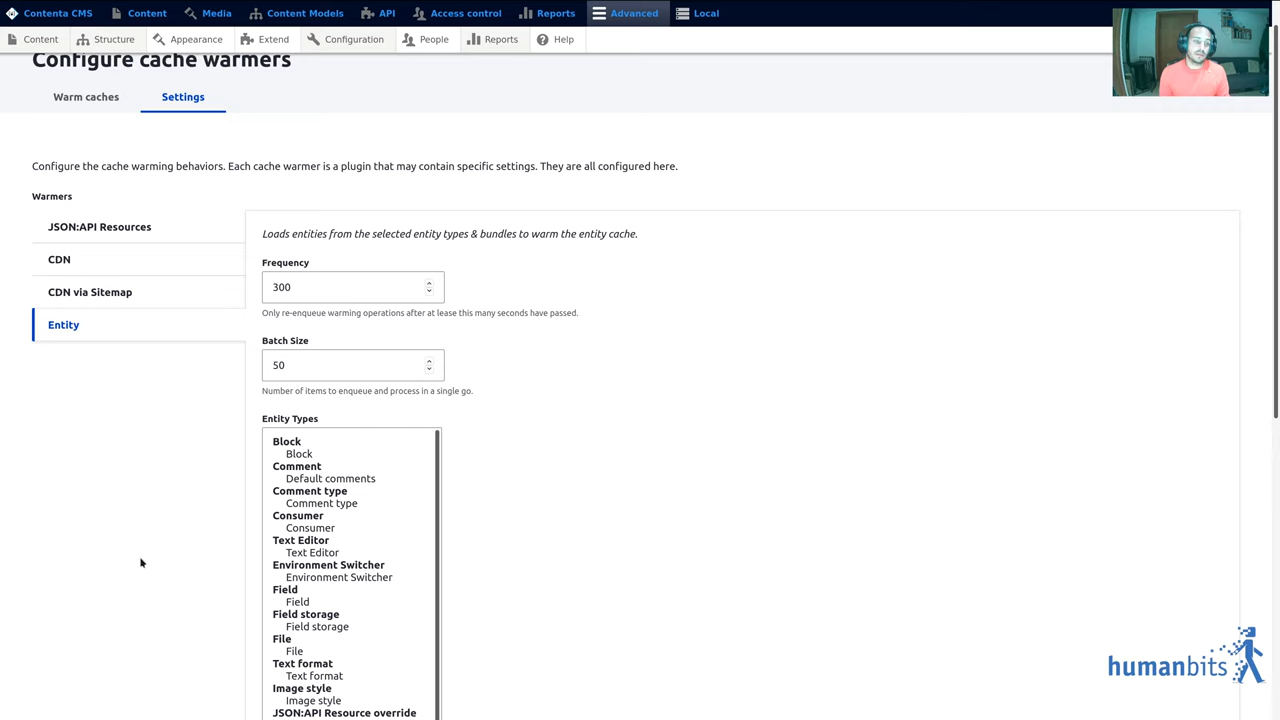 Contenta CMS Content Media Content Models API Access control Reports Advanced Local
Content Structure Appearance Extend Configuration People Reports Help
Configure cache warmers
Warm caches Settings
Configure the cache warming behaviors. Each cache warmer is a plugin that may contain specific settings. They are all configured here.
Warmers
JSON:API Resources
CDN
CDN via Sitemap
Entity
Loads entities from the selected entity types & bundles to warm the entity cache.
Frequency
300
Only re-enqueue warming operations after at lease this many seconds have passed.
Batch Size
50
Number of items to enqueue and process in a single go.
Entity Types
Block
Block
Comment
Default comments
Comment type
Comment type
Consumer
Consumer
Text Editor
Text Editor
Environment Switcher
Environment Switcher
Field
Field
Field storage
Field storage
File
File
Text format
Text format
Image style
Image style
JSON:API Resource override
humanbits